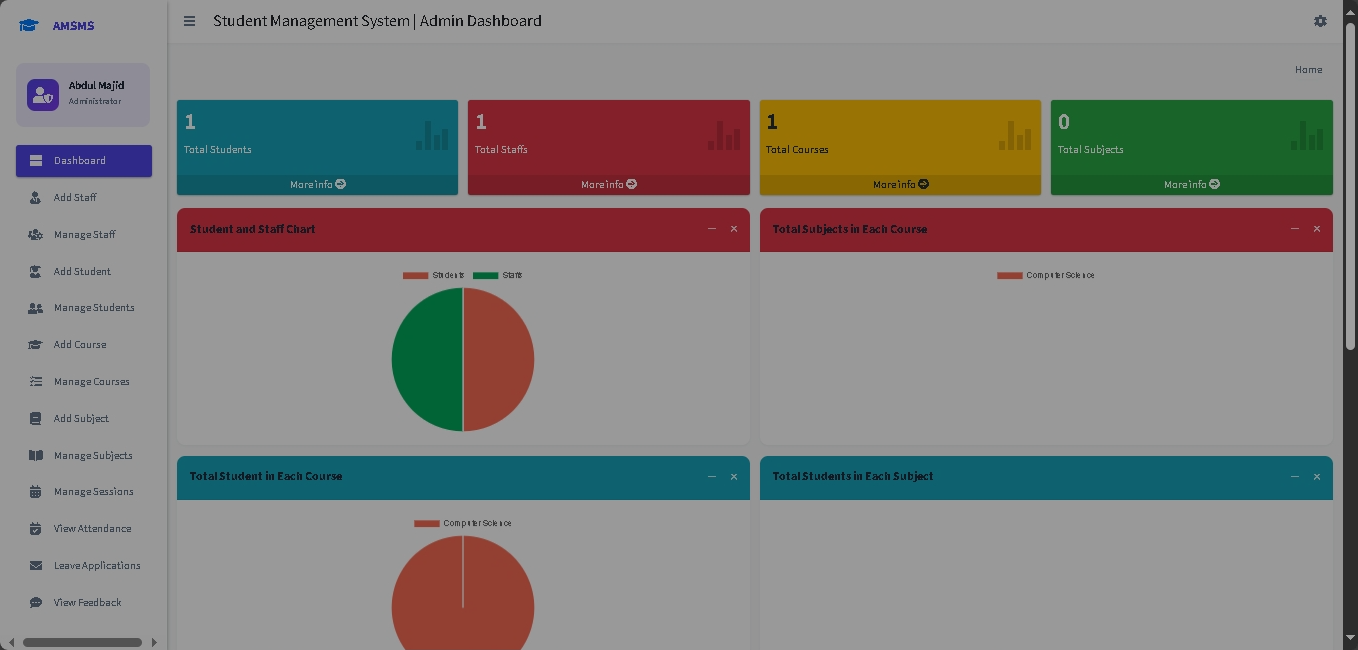 AMSMS
Student Management System | Admin Dashboard
Abdul Majid
Administrator
Home
Dashboard
Add Staff
Manage Staff
Add Student
Manage Students
Add Course
Manage Courses
Add Subject
Manage Subjects
Manage Sessions
View Attendance
Leave Applications
View Feedback
1
Total Students
More info
1
Total Staffs
More info
1
Total Courses
More info
0
Total Subjects
More info
Student and Staff Chart
Students Staffs
Total Subjects in Each Course
Computer Science
Total Student in Each Course
Computer Science
Total Students in Each Subject